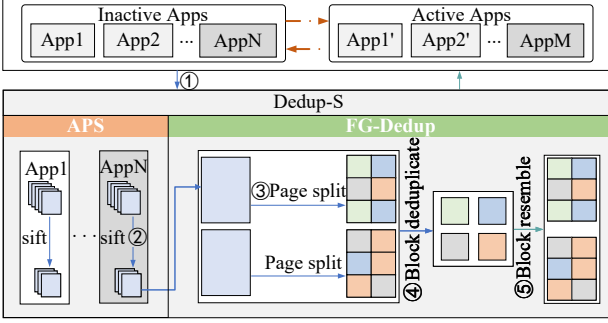 Inactive Apps
Active Apps
App1
App2
...
AppN
App1'
App2'
...
AppM
①
Dedup-S
APS
FG-Dedup
App1
AppN
③Page split
sift
· · ·
sift ②
Page split
④Block deduplicate
⑤Block resemble